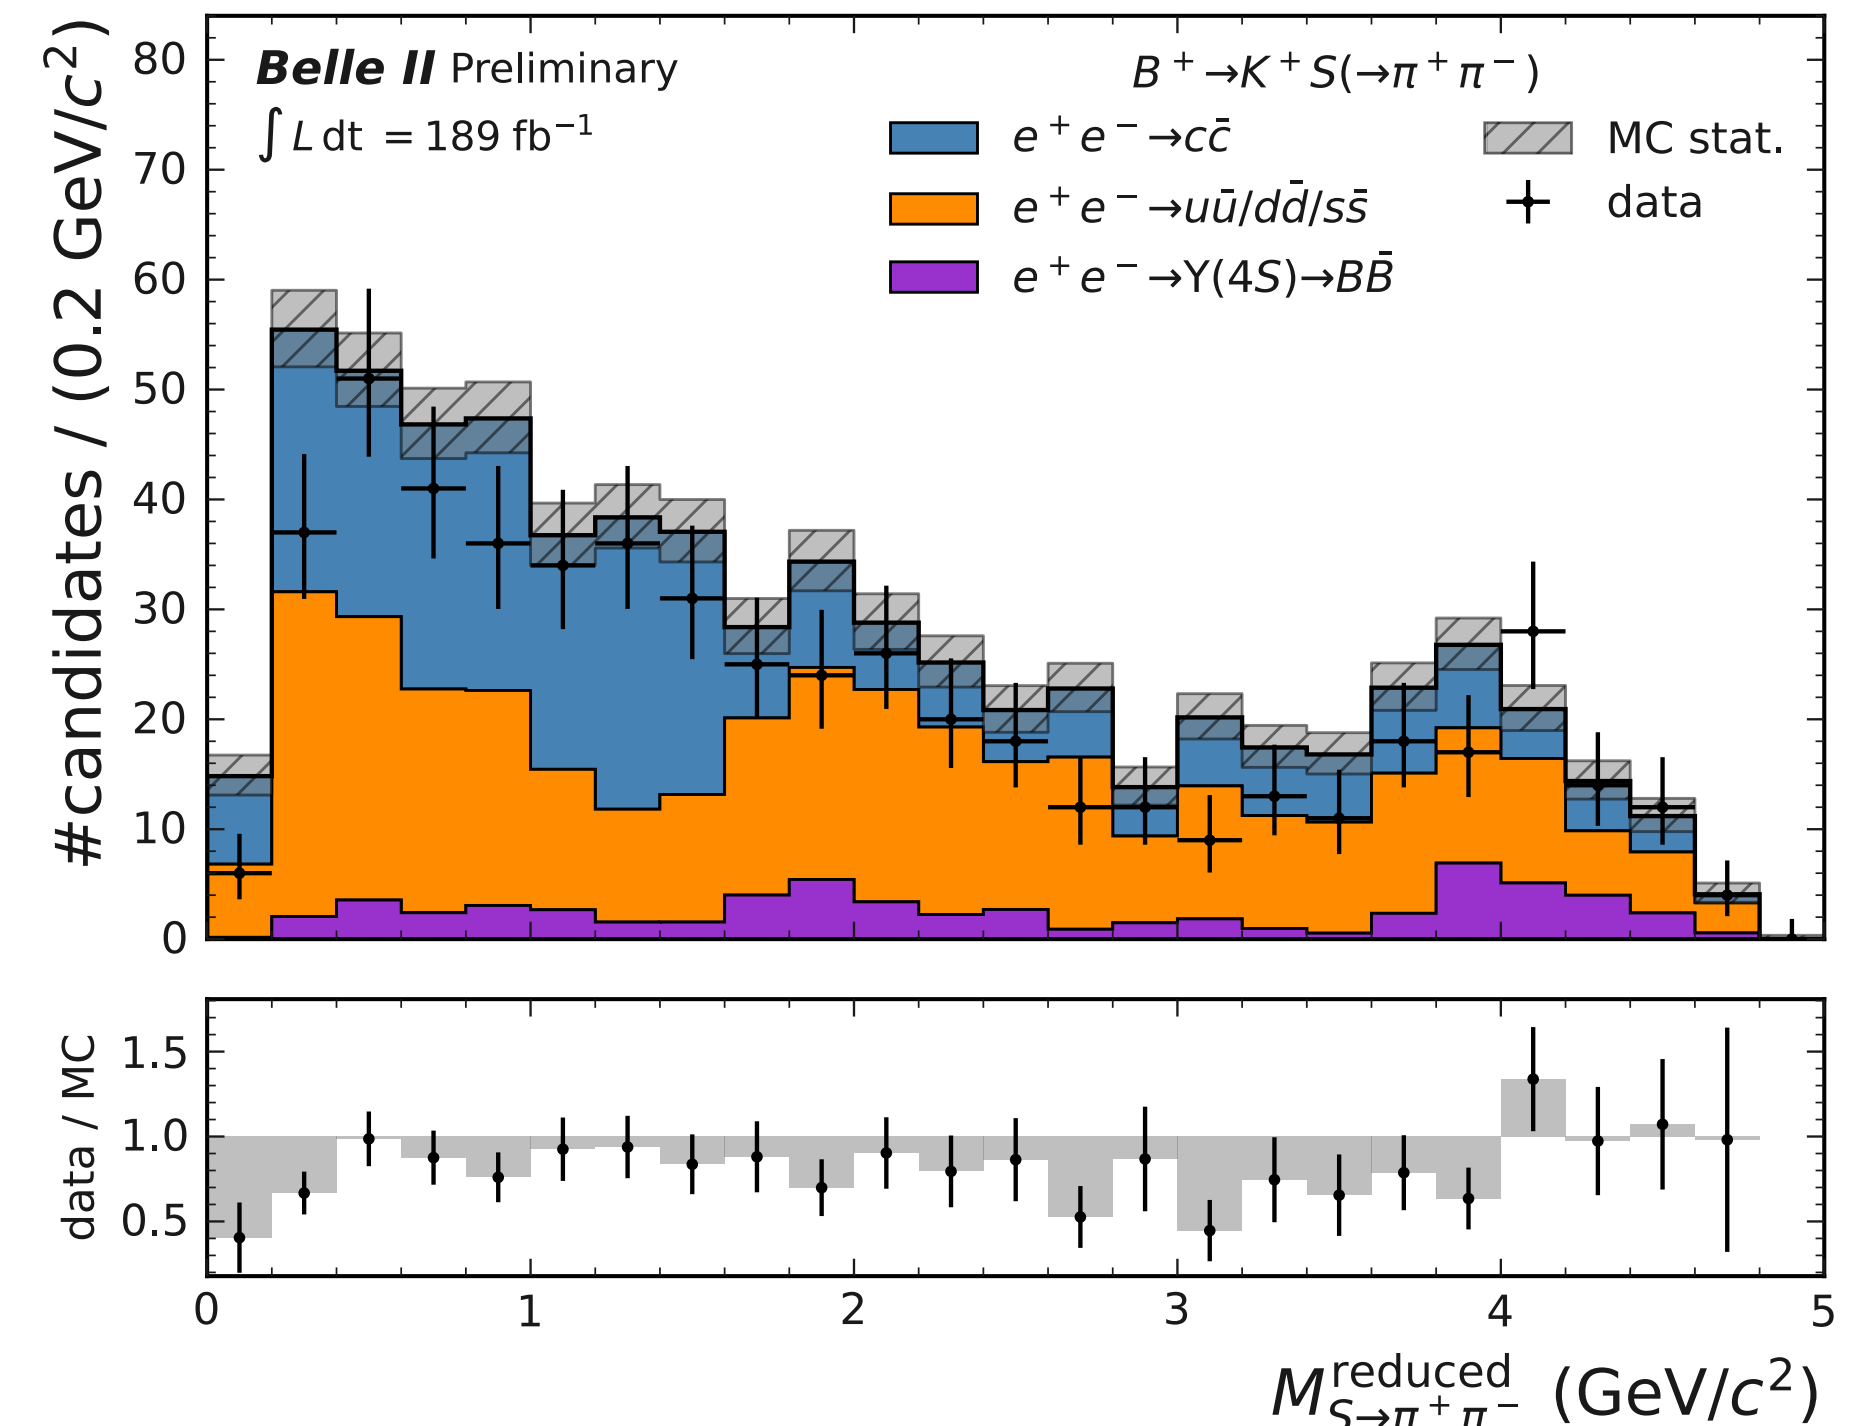 #candidates / (0.2 GeV/c²)
80
70
60
50
40
30
20
10
0
Belle II Preliminary
∫ L dt = 189 fb⁻¹
B⁺→K⁺S(→π⁺π⁻)
e⁺e⁻→cc̄
e⁺e⁻→uū/dd̄/ss̄
e⁺e⁻→Υ(4S)→BB̄
MC stat.
data
data / MC
1.5
1.0
0.5
0 1 2 3 4 5
M^reduced_S→π⁺π⁻ (GeV/c²)